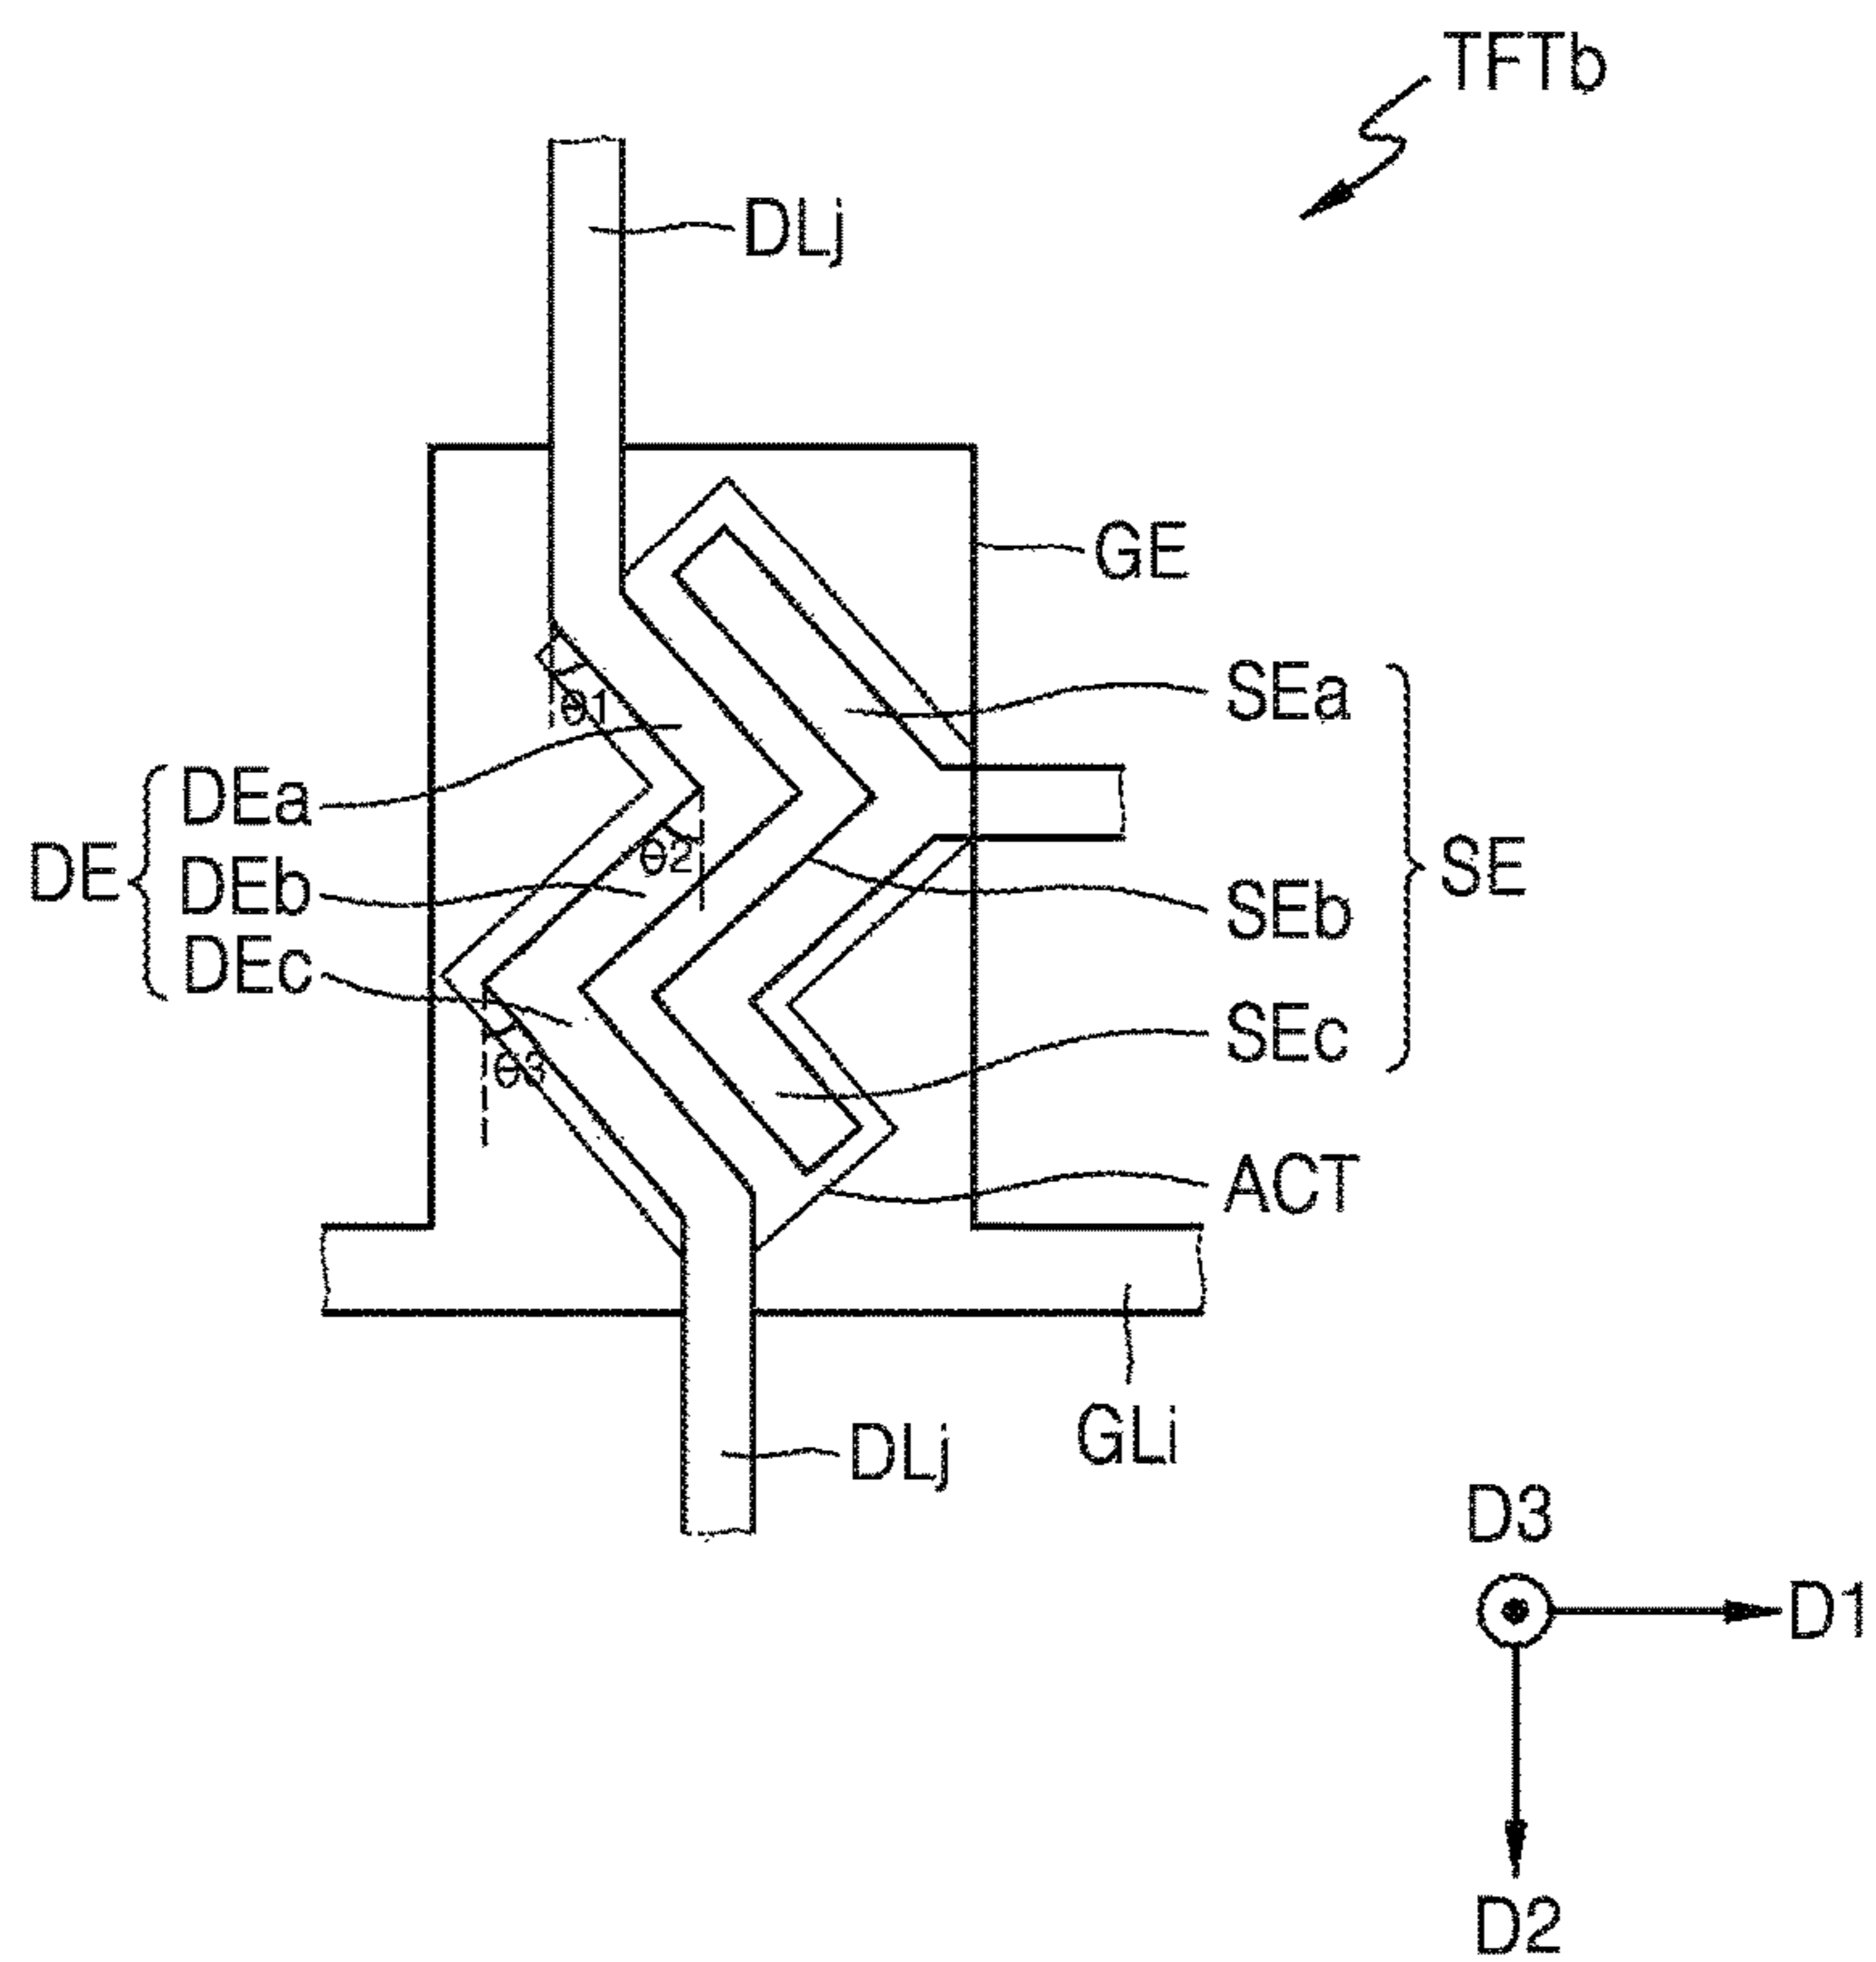 TFTb
DLj
GE
SEa
θ1
DEa
SE
DE
DEb
θ2
SEb
DEc
SEc
θ3
ACT
GLi
DLj
D3
D1
D2